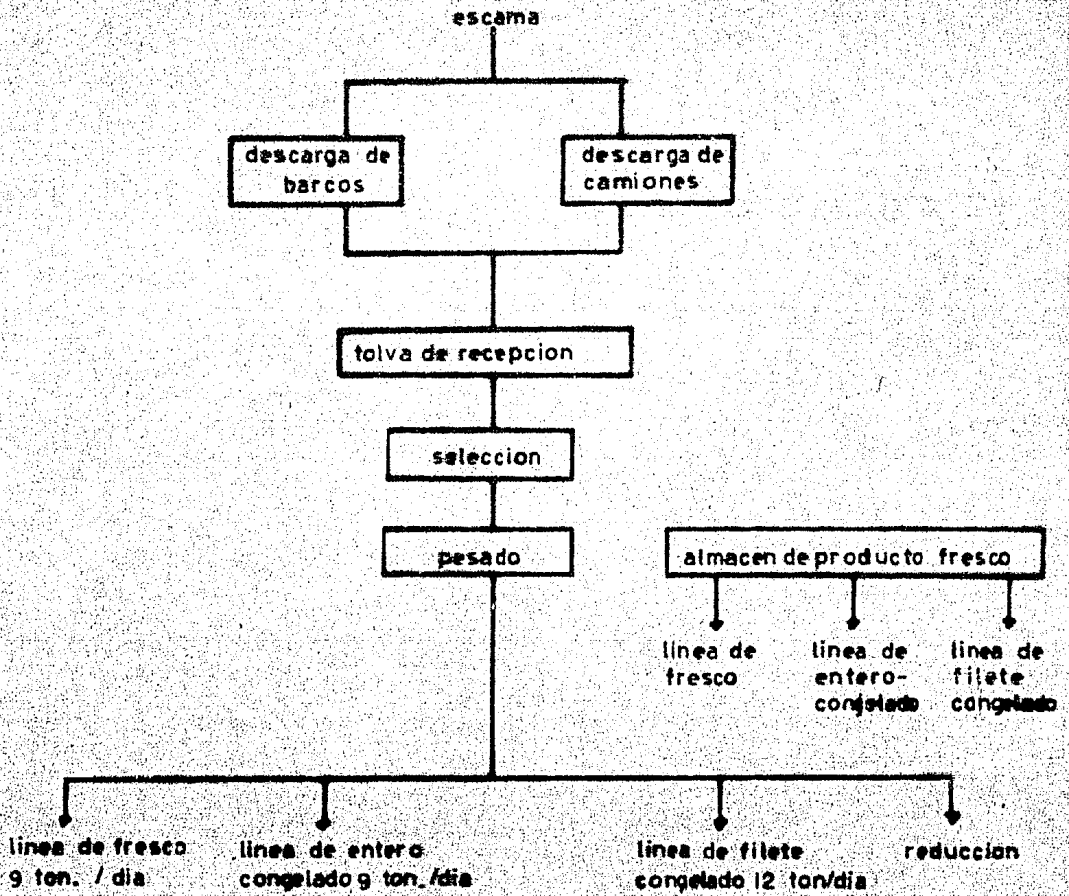 escama
descarga de
barcos
descarga de
camiones
tolva de recepcion
seleccion
pesado
almacen de producto fresco
linea de
fresco
linea de
entero-
congelado
linea de
filete
congelado
linea de fresco
9 ton. / dia
linea de entero
congelado 9 ton./dia
linea de filete
congelado 12 ton/dia
reduccion